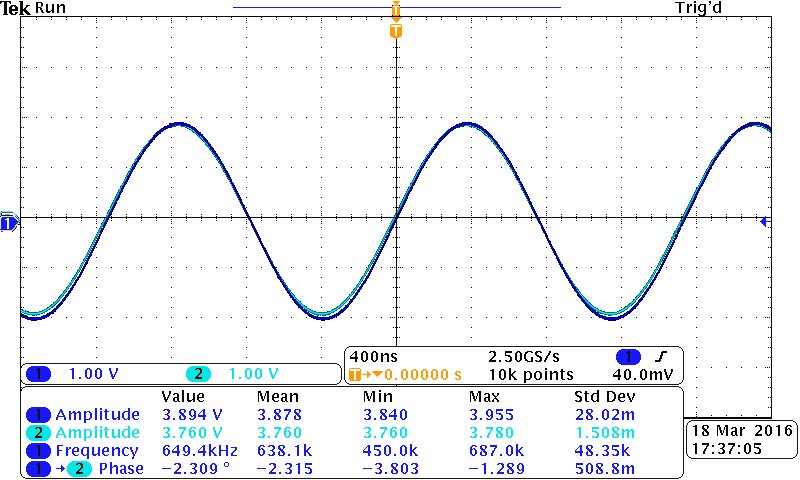 Tek Run Trig'd
T
T
1
400ns 2.50GS/s 1
1 1.00 V 2 1.00 V T→▼0.00000 s 10k points 40.0mV
Value Mean Min Max Std Dev
1 Amplitude 3.894 V 3.878 3.840 3.955 28.02m
2 Amplitude 3.760 V 3.760 3.760 3.780 1.508m
1 Frequency 649.4kHz 638.1k 450.0k 687.0k 48.35k
1 → 2 Phase −2.309 ° −2.315 −3.803 −1.289 508.8m
18 Mar 2016
17:37:05